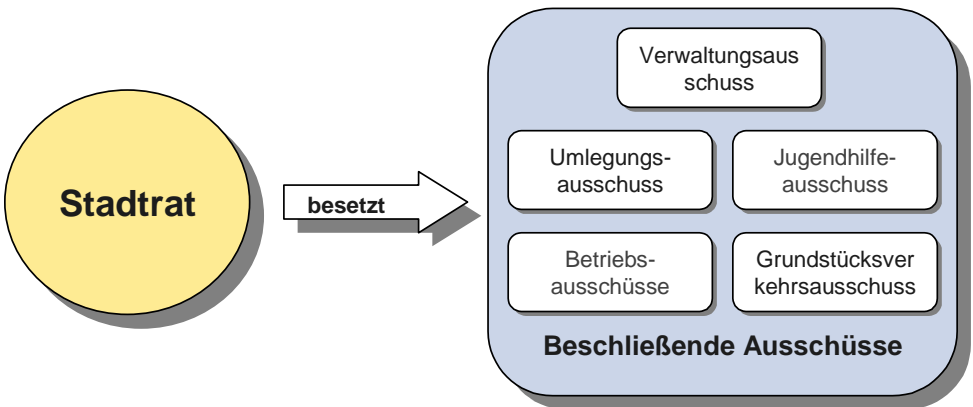 Stadtrat
besetzt
Verwaltungsaus
schuss
Umlegungs-
ausschuss
Jugendhilfe-
ausschuss
Betriebs-
ausschüsse
Grundstücksver
kehrsausschuss
Beschließende Ausschüsse